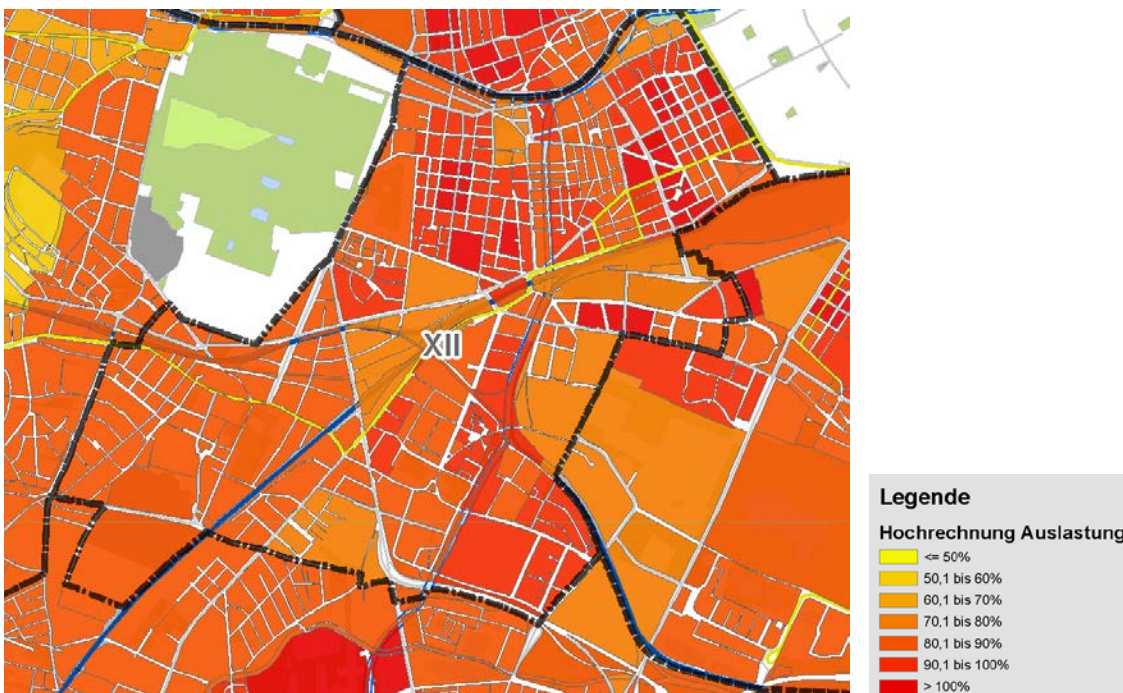 XII
Legende
Hochrechnung Auslastung
<= 50%
50,1 bis 60%
60,1 bis 70%
70,1 bis 80%
80,1 bis 90%
90,1 bis 100%
> 100%